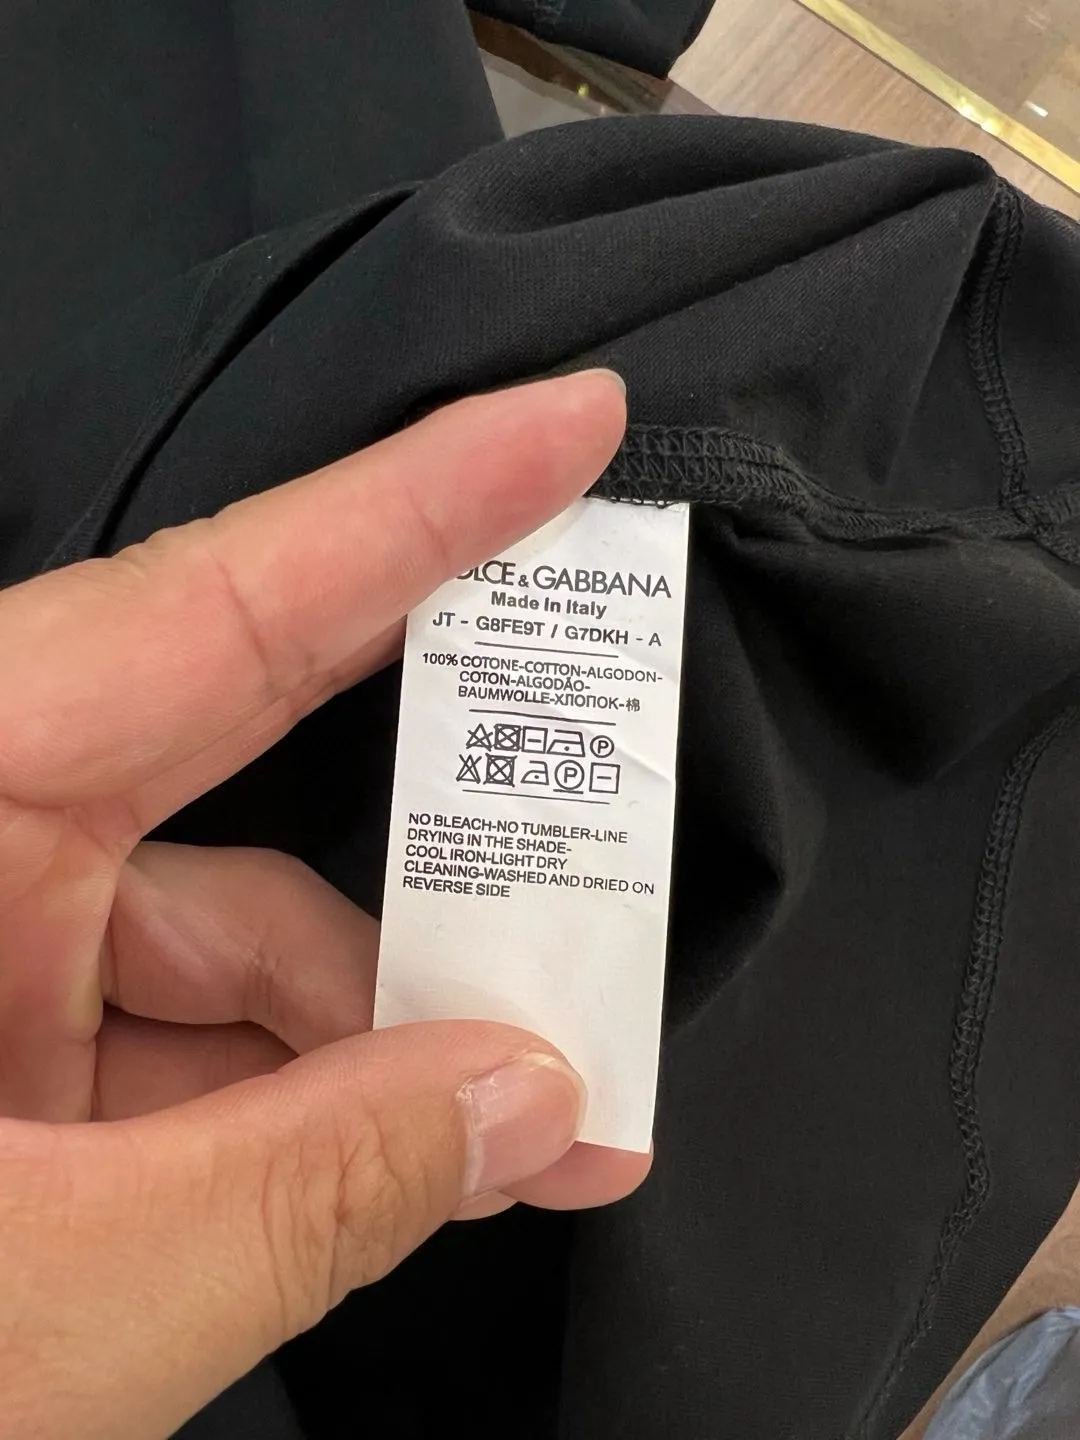 OLCE & GABBANA
Made In Italy
JT - G8FE9T / G7DKH - A
100% COTONE-COTTON-ALGODON-
COTON-ALGODÃO-
BAUMWOLLE-ХЛОПОК-棉
P
P
NO BLEACH-NO TUMBLER-LINE
DRYING IN THE SHADE-
COOL IRON-LIGHT DRY
CLEANING-WASHED AND DRIED ON
REVERSE SIDE